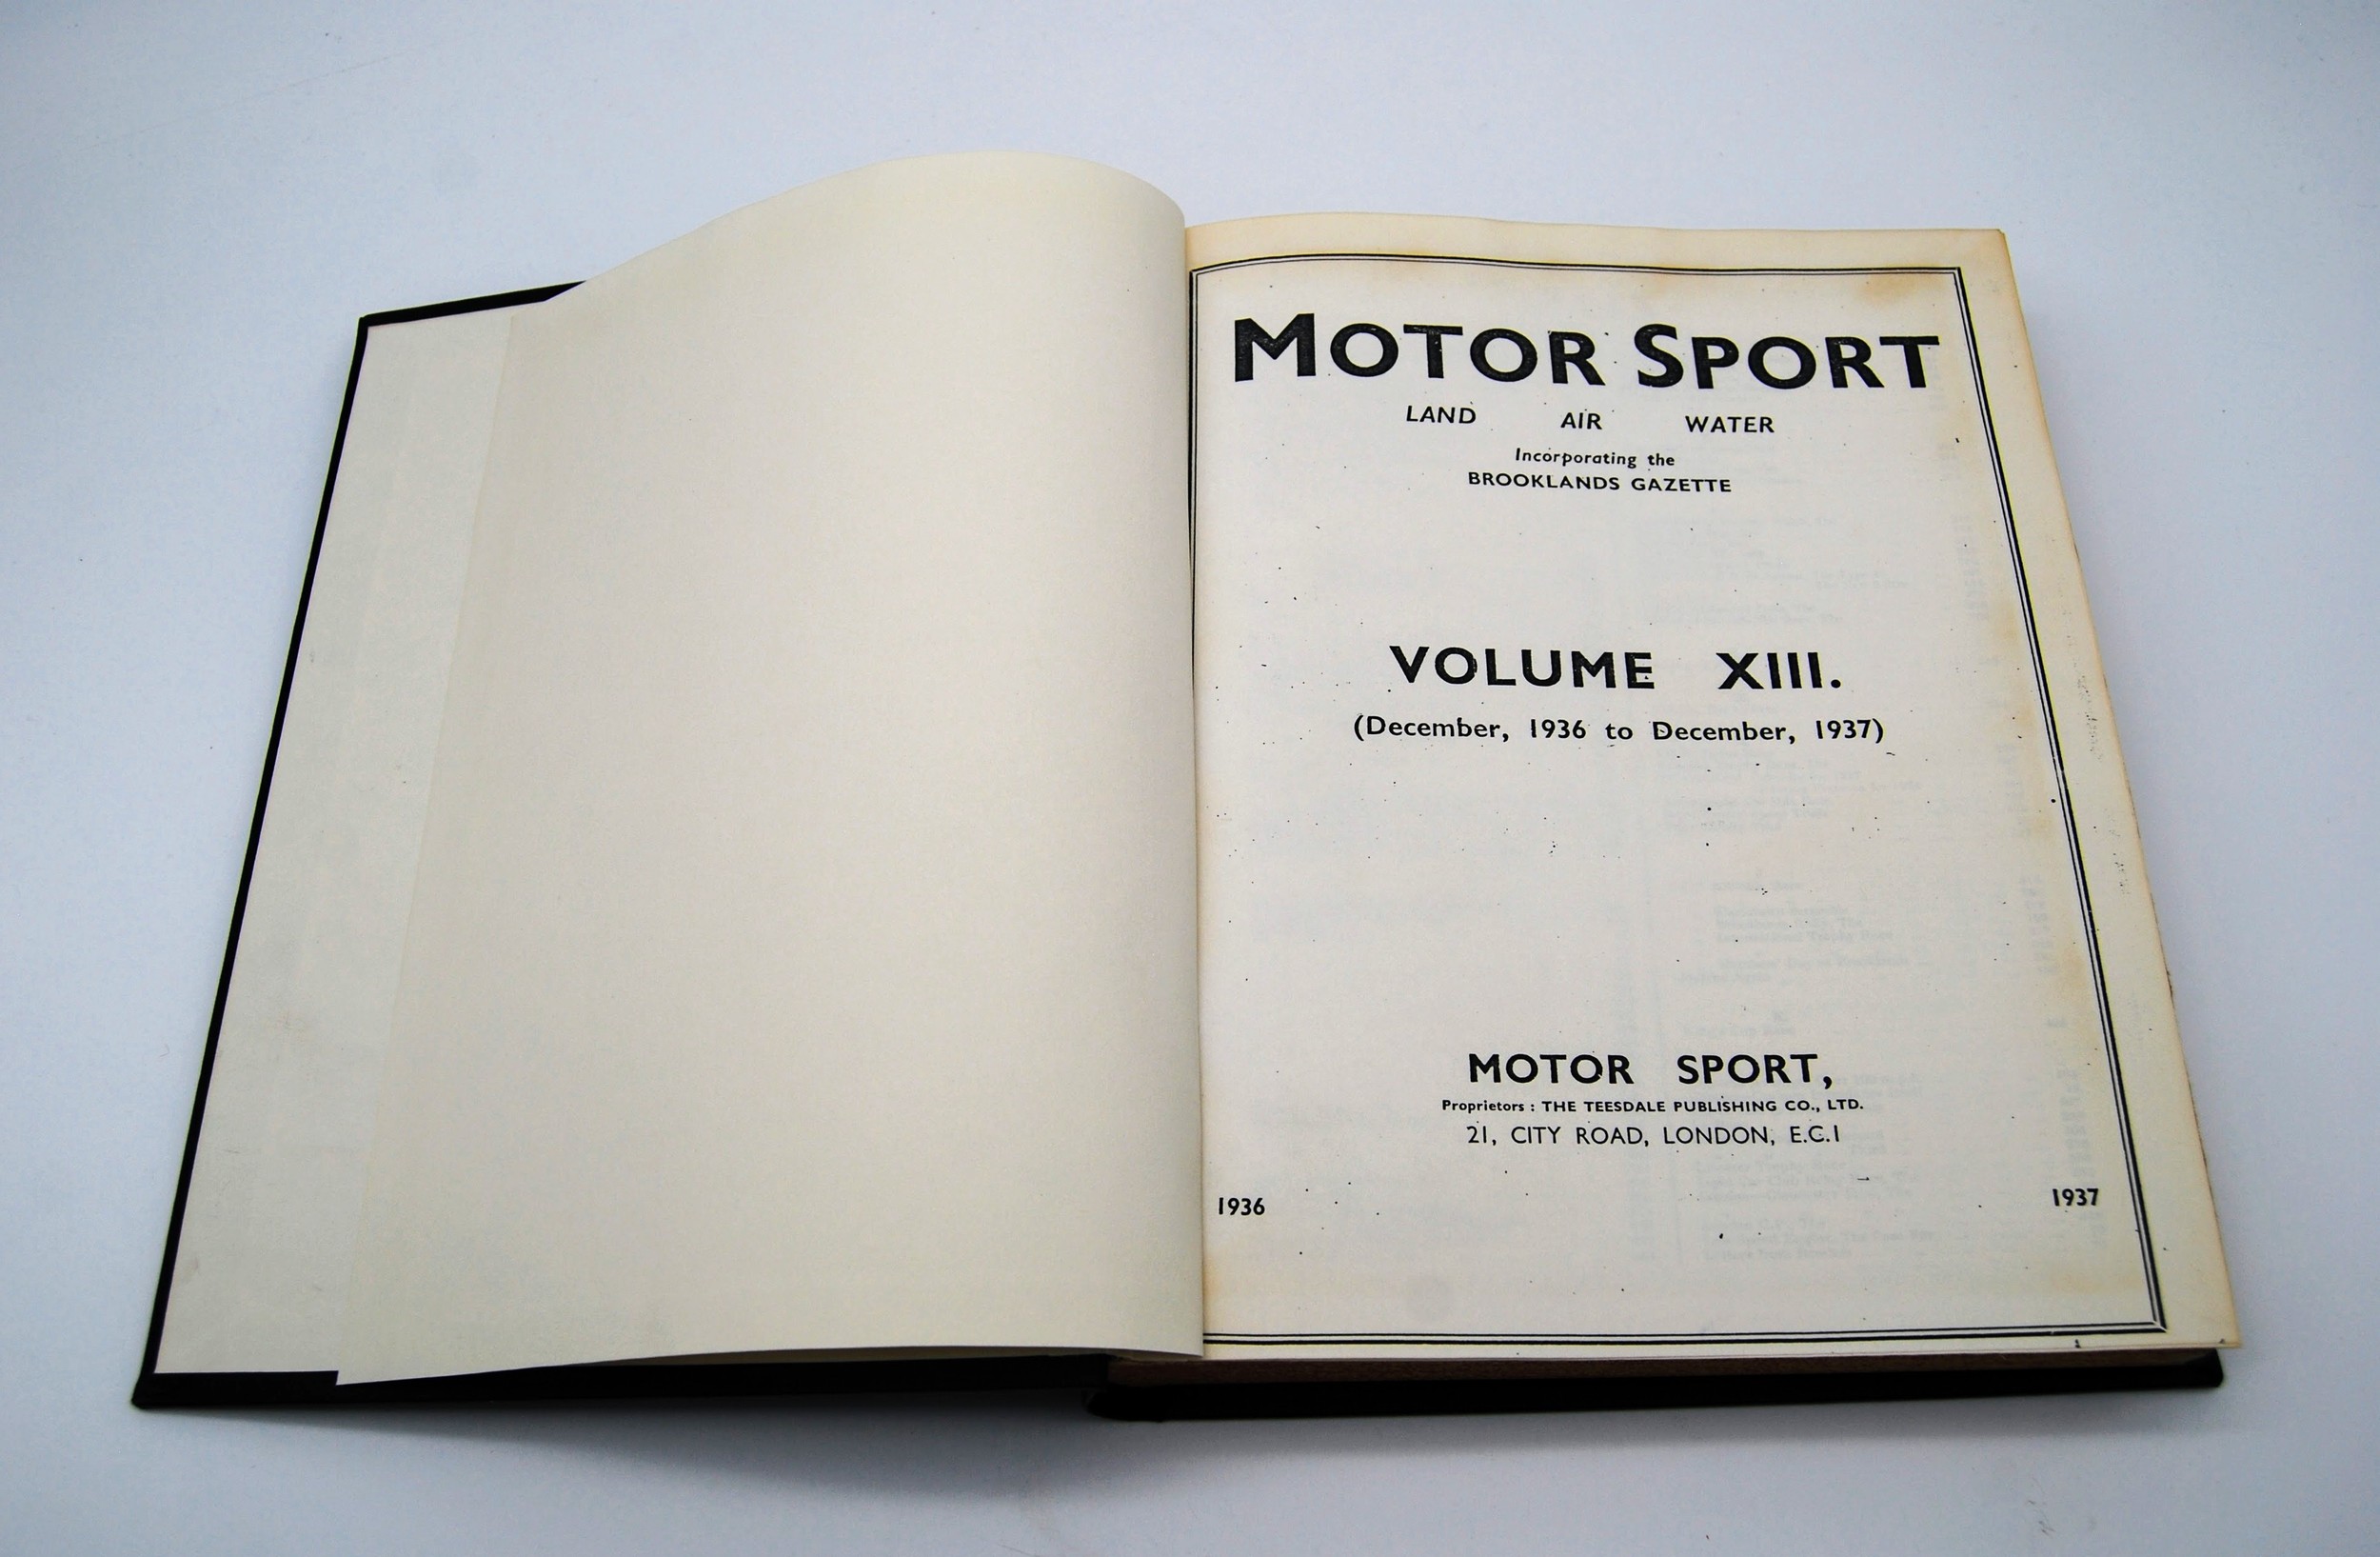 MOTOR SPORT
LAND AIR WATER
Incorporating the
BROOKLANDS GAZETTE
VOLUME XIII.
(December, 1936 to December, 1937)
MOTOR SPORT,
Proprietors : THE TEESDALE PUBLISHING CO., LTD.
21, CITY ROAD, LONDON, E.C.1
1936 1937